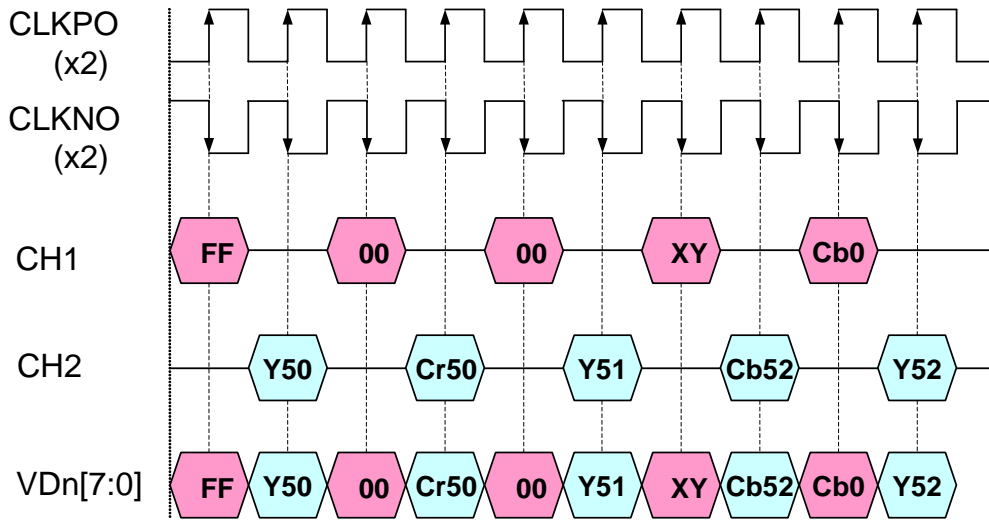 CLKPO
(x2)
CLKNO
(x2)
CH1 FF 00 00 XY Cb0
CH2 Y50 Cr50 Y51 Cb52 Y52
VDn[7:0] FF Y50 00 Cr50 00 Y51 XY Cb52 Cb0 Y52